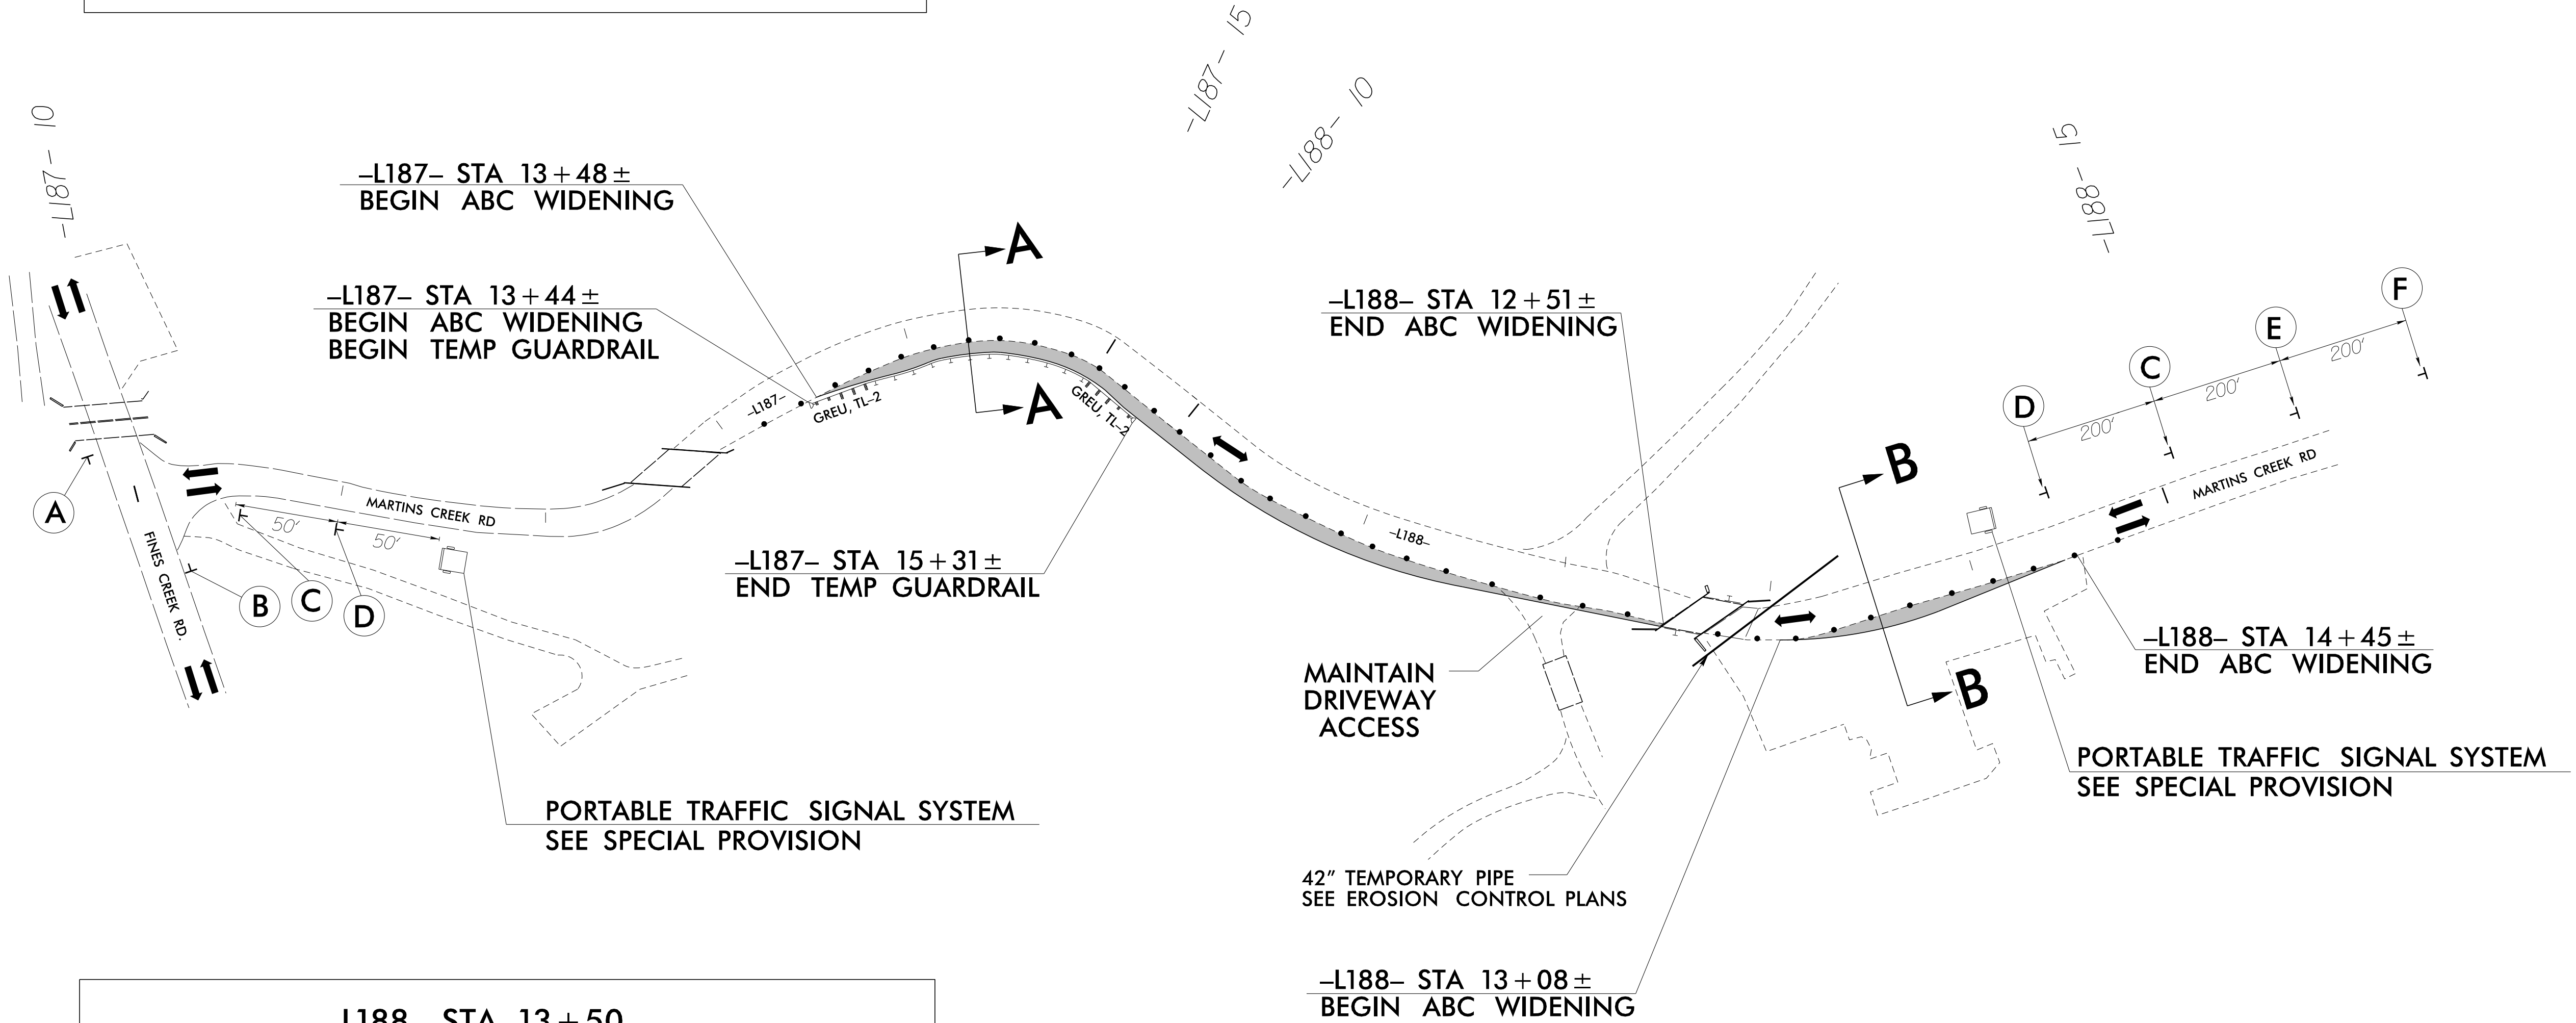 -L187- 10
-L187- 15
-L188- 10
-L188- 15
–L187– STA 13+48±
BEGIN ABC WIDENING
–L187– STA 13+44±
BEGIN ABC WIDENING
BEGIN TEMP GUARDRAIL
A
A
–L188– STA 12+51±
END ABC WIDENING
F
E
C
D
200'
200'
200'
–L187–
GREU, TL–2
GREU, TL–2
B
B
MARTINS CREEK RD
MARTINS CREEK RD
A
FINES CREEK RD.
50'
50'
B
C
D
–L188–
–L187– STA 15+31±
END TEMP GUARDRAIL
MAINTAIN
DRIVEWAY
ACCESS
–L188– STA 14+45±
END ABC WIDENING
PORTABLE TRAFFIC SIGNAL SYSTEM
SEE SPECIAL PROVISION
PORTABLE TRAFFIC SIGNAL SYSTEM
SEE SPECIAL PROVISION
42" TEMPORARY PIPE
SEE EROSION CONTROL PLANS
–L188– STA 13+08±
BEGIN ABC WIDENING
L188 STA 13+50